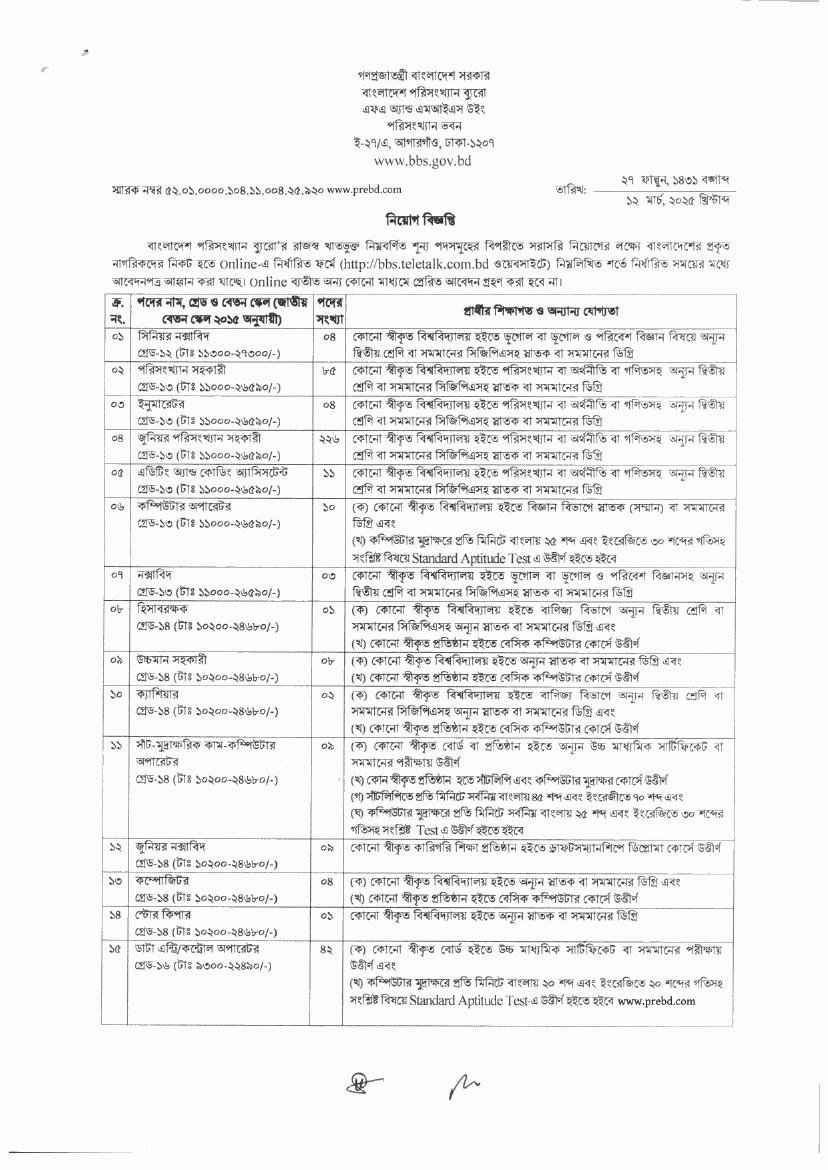 গণপ্রজাতন্ত্রী বাংলাদেশ সরকার
বাংলাদেশ পরিসংখ্যান ব্যুরো
এফএ অ্যান্ড এমআইএস উইং
পরিসংখ্যান ভবন
ই-২৭/এ, আগারগাঁও, ঢাকা-১২০৭
www.bbs.gov.bd
২৭ ফাল্গুন, ১৪৩১ বঙ্গাব্দ
স্মারক নম্বর ৫২.০১.০০০০.১০৪.১১.০০৪.২৫.৯২০ www.prebd.com তারিখ:
১২ মার্চ, ২০২৫ খ্রিস্টাব্দ
নিয়োগ বিজ্ঞপ্তি
বাংলাদেশ পরিসংখ্যান ব্যুরো'র রাজস্ব খাতভুক্ত নিম্নবর্ণিত শূন্য পদসমূহের বিপরীতে সরাসরি নিয়োগের লক্ষ্যে বাংলাদেশের প্রকৃত
নাগরিকদের নিকট হতে Online-এ নির্ধারিত ফর্মে (http://bbs.teletalk.com.bd ওয়েবসাইটে) নিম্নলিখিত শর্তে নির্ধারিত সময়ের মধ্যে
আবেদনপত্র আহ্বান করা যাচ্ছে। Online ব্যতীত অন্য কোনো মাধ্যমে প্রেরিত আবেদন গ্রহণ করা হবে না।
ক্র. নং. পদের নাম, গ্রেড ও বেতন স্কেল (জাতীয় বেতন স্কেল ২০১৫ অনুযায়ী) পদের সংখ্যা প্রার্থীর শিক্ষাগত ও অন্যান্য যোগ্যতা
০১ সিনিয়র নক্সাবিদ ০৪ কোনো স্বীকৃত বিশ্ববিদ্যালয় হইতে ভূগোল বা ভূগোল ও পরিবেশ বিজ্ঞান বিষয়ে অন্যূন
গ্রেড-১২ (টাঃ ১১৩০০-২৭৩০০/-) দ্বিতীয় শ্রেণি বা সমমানের সিজিপিএসহ স্নাতক বা সমমানের ডিগ্রি
০২ পরিসংখ্যান সহকারী ৮৫ কোনো স্বীকৃত বিশ্ববিদ্যালয় হইতে পরিসংখ্যান বা অর্থনীতি বা গণিতসহ অন্যূন দ্বিতীয়
গ্রেড-১৩ (টাঃ ১১০০০-২৬৫৯০/-) শ্রেণি বা সমমানের সিজিপিএসহ স্নাতক বা সমমানের ডিগ্রি
০৩ ইনুমারেটর ০৪ কোনো স্বীকৃত বিশ্ববিদ্যালয় হইতে পরিসংখ্যান বা অর্থনীতি বা গণিতসহ অন্যূন দ্বিতীয়
গ্রেড-১৩ (টাঃ ১১০০০-২৬৫৯০/-) শ্রেণি বা সমমানের সিজিপিএসহ স্নাতক বা সমমানের ডিগ্রি
০৪ জুনিয়র পরিসংখ্যান সহকারী ২২৬ কোনো স্বীকৃত বিশ্ববিদ্যালয় হইতে পরিসংখ্যান বা অর্থনীতি বা গণিতসহ অন্যূন দ্বিতীয়
গ্রেড-১৩ (টাঃ ১১০০০-২৬৫৯০/-) শ্রেণি বা সমমানের সিজিপিএসহ স্নাতক বা সমমানের ডিগ্রি
০৫ এডিটিং অ্যান্ড কোডিং অ্যাসিসটেন্ট ১১ কোনো স্বীকৃত বিশ্ববিদ্যালয় হইতে পরিসংখ্যান বা অর্থনীতি বা গণিতসহ অন্যূন দ্বিতীয়
গ্রেড-১৩ (টাঃ ১১০০০-২৬৫৯০/-) শ্রেণি বা সমমানের সিজিপিএসহ স্নাতক বা সমমানের ডিগ্রি
০৬ কম্পিউটার অপারেটর ১০ (ক) কোনো স্বীকৃত বিশ্ববিদ্যালয় হইতে বিজ্ঞান বিভাগে স্নাতক (সম্মান) বা সমমানের
গ্রেড-১৩ (টাঃ ১১০০০-২৬৫৯০/-) ডিগ্রি এবং
(খ) কম্পিউটার মুদ্রাক্ষরে প্রতি মিনিটে বাংলায় ২৫ শব্দ এবং ইংরেজিতে ৩০ শব্দের গতিসহ
সংশ্লিষ্ট বিষয়ে Standard Aptitude Test এ উত্তীর্ণ হইতে হইবে
০৭ নক্সাবিদ ০৩ কোনো স্বীকৃত বিশ্ববিদ্যালয় হইতে ভূগোল বা ভূগোল ও পরিবেশ বিজ্ঞানসহ অন্যূন
গ্রেড-১৩ (টাঃ ১১০০০-২৬৫৯০/-) দ্বিতীয় শ্রেণি বা সমমানের সিজিপিএসহ স্নাতক বা সমমানের ডিগ্রি
০৮ হিসাবরক্ষক ০১ (ক) কোনো স্বীকৃত বিশ্ববিদ্যালয় হইতে বাণিজ্য বিভাগে অন্যূন দ্বিতীয় শ্রেণি বা
গ্রেড-১৪ (টাঃ ১০২০০-২৪৬৮০/-) সমমানের সিজিপিএসহ অন্যূন স্নাতক বা সমমানের ডিগ্রি এবং
(খ) কোনো স্বীকৃত প্রতিষ্ঠান হইতে বেসিক কম্পিউটার কোর্সে উত্তীর্ণ
০৯ উচ্চমান সহকারী ০৮ (ক) কোনো স্বীকৃত বিশ্ববিদ্যালয় হইতে অন্যূন স্নাতক বা সমমানের ডিগ্রি এবং
গ্রেড-১৪ (টাঃ ১০২০০-২৪৬৮০/-) (খ) কোনো স্বীকৃত প্রতিষ্ঠান হইতে বেসিক কম্পিউটার কোর্সে উত্তীর্ণ
১০ ক্যাশিয়ার ০২ (ক) কোনো স্বীকৃত বিশ্ববিদ্যালয় হইতে বাণিজ্য বিভাগে অন্যূন দ্বিতীয় শ্রেণি বা
গ্রেড-১৪ (টাঃ ১০২০০-২৪৬৮০/-) সমমানের সিজিপিএসহ অন্যূন স্নাতক বা সমমানের ডিগ্রি এবং
(খ) কোনো স্বীকৃত প্রতিষ্ঠান হইতে বেসিক কম্পিউটার কোর্সে উত্তীর্ণ
১১ সাঁট-মুদ্রাক্ষরিক কাম-কম্পিউটার ০৯ (ক) কোনো স্বীকৃত বোর্ড বা প্রতিষ্ঠান হইতে অন্যূন উচ্চ মাধ্যমিক সার্টিফিকেট বা
অপারেটর সমমানের পরীক্ষায় উত্তীর্ণ
গ্রেড-১৪ (টাঃ ১০২০০-২৪৬৮০/-) (খ) কোন স্বীকৃত প্রতিষ্ঠান হতে সাঁটলিপি এবং কম্পিউটার মুদ্রাক্ষর কোর্সে উত্তীর্ণ
(গ) সাঁটলিপিতে প্রতি মিনিটে সর্বনিম্ন বাংলায় ৪৫ শব্দ এবং ইংরেজীতে ৭০ শব্দ এবং
(ঘ) কম্পিউটার মুদ্রাক্ষরে প্রতি মিনিটে সর্বনিম্ন বাংলায় ২৫ শব্দ এবং ইংরেজিতে ৩০ শব্দের
গতিসহ সংশ্লিষ্ট Test এ উত্তীর্ণ হইতে হইবে
১২ জুনিয়র নক্সাবিদ ০৯ কোনো স্বীকৃত কারিগরি শিক্ষা প্রতিষ্ঠান হইতে ড্রাফটসম্যানশিপে ডিপ্লোমা কোর্সে উত্তীর্ণ
গ্রেড-১৪ (টাঃ ১০২০০-২৪৬৮০/-)
১৩ কম্পোজিটর ০৪ (ক) কোনো স্বীকৃত বিশ্ববিদ্যালয় হইতে অন্যূন স্নাতক বা সমমানের ডিগ্রি এবং
গ্রেড-১৪ (টাঃ ১০২০০-২৪৬৮০/-) (খ) কোনো স্বীকৃত প্রতিষ্ঠান হইতে বেসিক কম্পিউটার কোর্সে উত্তীর্ণ
১৪ স্টোর কিপার ০১ কোনো স্বীকৃত বিশ্ববিদ্যালয় হইতে অন্যূন স্নাতক বা সমমানের ডিগ্রি
গ্রেড-১৪ (টাঃ ১০২০০-২৪৬৮০/-)
১৫ ডাটা এন্ট্রি/কন্ট্রোল অপারেটর ৪২ (ক) কোনো স্বীকৃত বোর্ড হইতে উচ্চ মাধ্যমিক সার্টিফিকেট বা সমমানের পরীক্ষায়
গ্রেড-১৬ (টাঃ ৯৩০০-২২৪৯০/-) উত্তীর্ণ এবং
(খ) কম্পিউটার মুদ্রাক্ষরে প্রতি মিনিটে বাংলায় ২০ শব্দ এবং ইংরেজিতে ২০ শব্দের গতিসহ
সংশ্লিষ্ট বিষয়ে Standard Aptitude Test-এ উত্তীর্ণ হইতে হইবে www.prebd.com